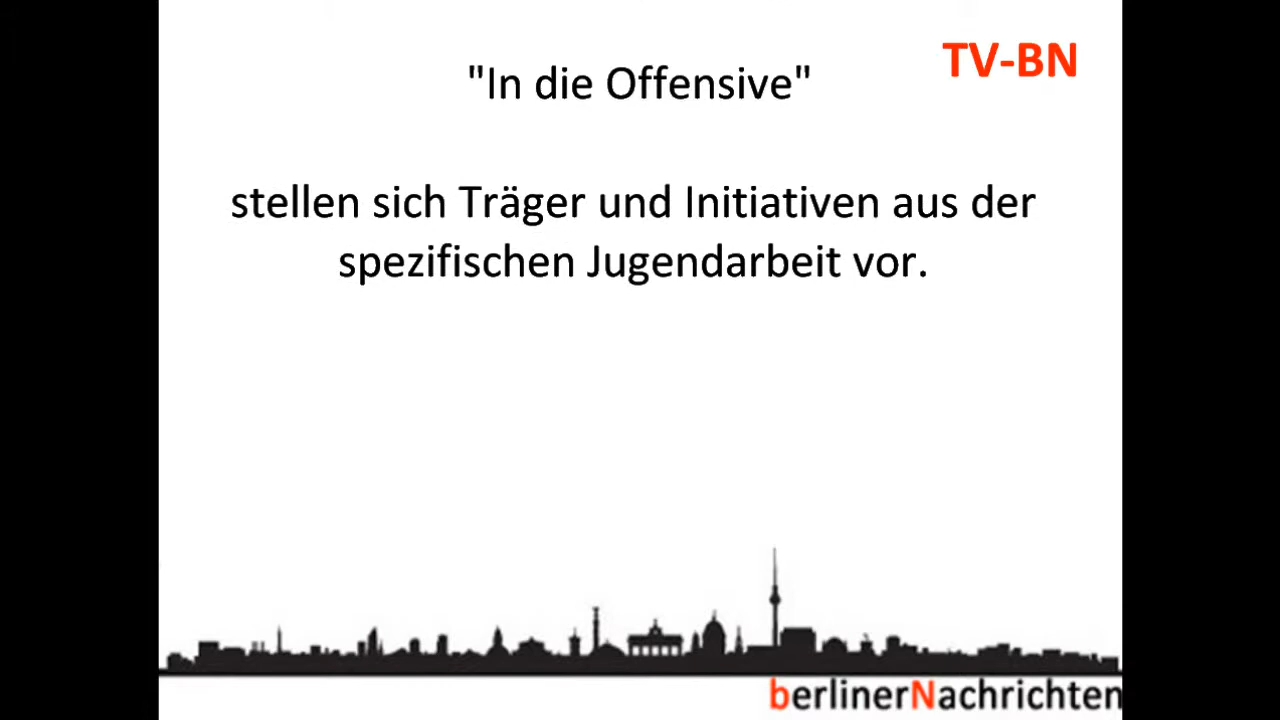 TV-BN
"In die Offensive"
stellen sich Träger und Initiativen aus der
spezifischen Jugendarbeit vor.
berlinerNachrichten